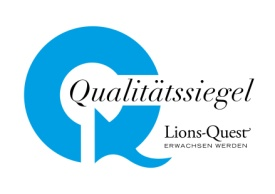 Qualitätssiegel
Lions-Quest
ERWACHSEN WERDEN